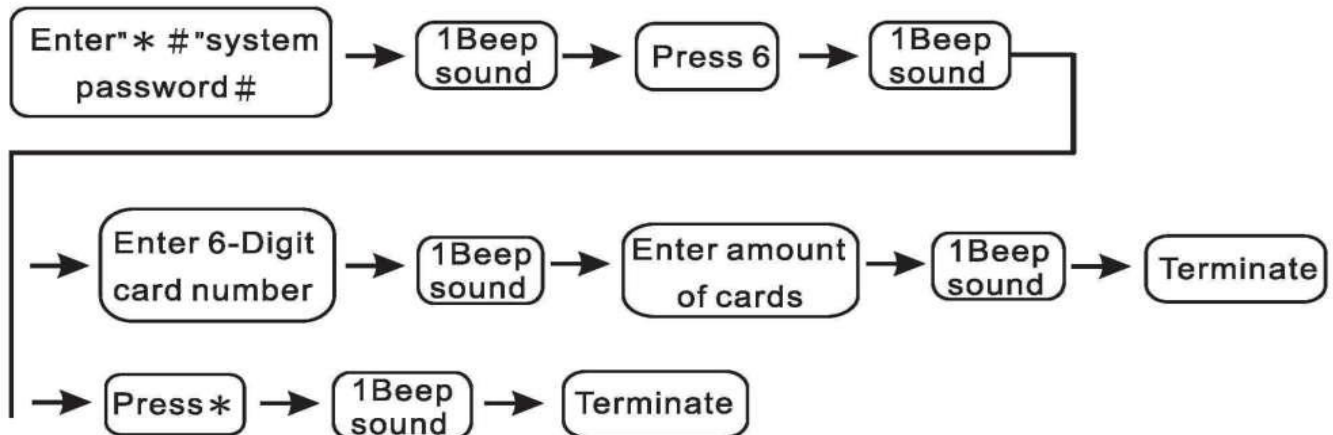 Enter"* #"system
password #
1Beep
sound
Press 6
1Beep
sound
Enter 6-Digit
card number
1Beep
sound
Enter amount
of cards
1Beep
sound
Terminate
Press*
1Beep
sound
Terminate